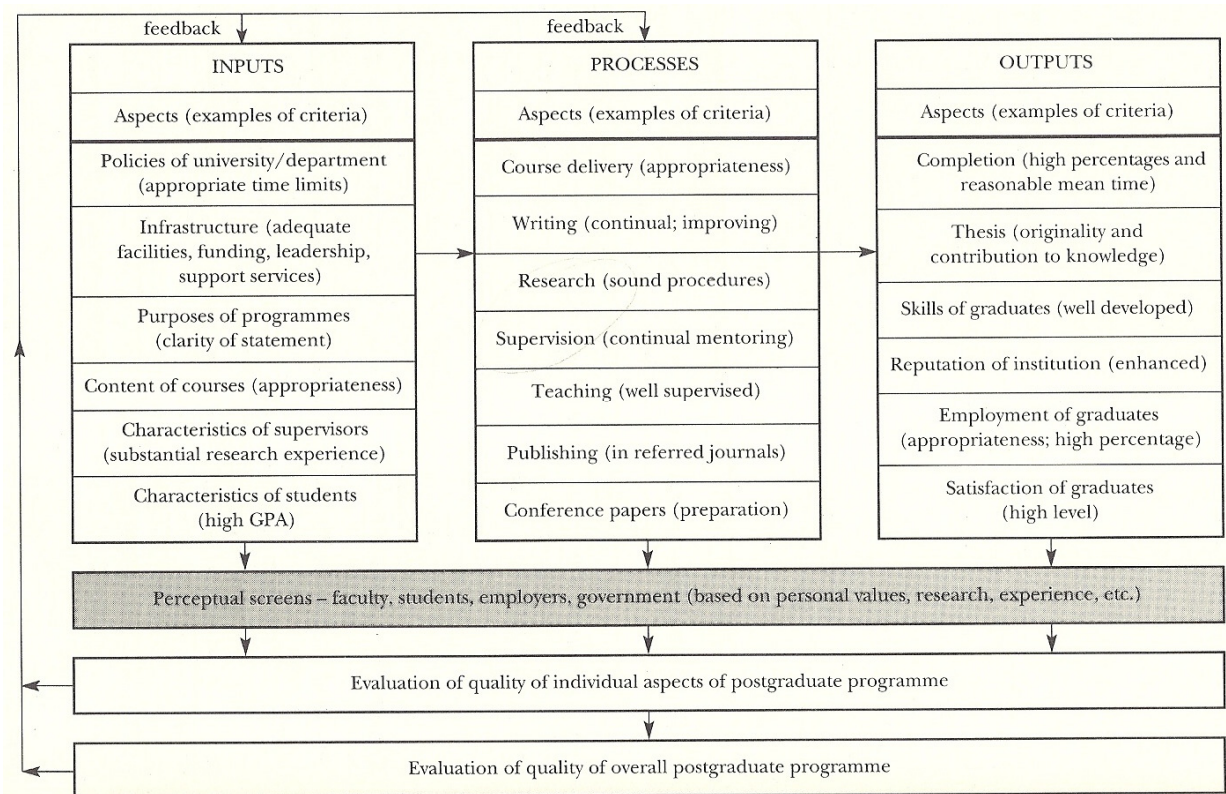 feedback
feedback
INPUTS
Aspects (examples of criteria)
Policies of university/department
(appropriate time limits)
Infrastructure (adequate
facilities, funding, leadership,
support services)
Purposes of programmes
(clarity of statement)
Content of courses (appropriateness)
Characteristics of supervisors
(substantial research experience)
Characteristics of students
(high GPA)
PROCESSES
Aspects (examples of criteria)
Course delivery (appropriateness)
Writing (continual; improving)
Research (sound procedures)
Supervision (continual mentoring)
Teaching (well supervised)
Publishing (in referred journals)
Conference papers (preparation)
OUTPUTS
Aspects (examples of criteria)
Completion (high percentages and
reasonable mean time)
Thesis (originality and
contribution to knowledge)
Skills of graduates (well developed)
Reputation of institution (enhanced)
Employment of graduates
(appropriateness; high percentage)
Satisfaction of graduates
(high level)
Perceptual screens – faculty, students, employers, government (based on personal values, research, experience, etc.)
Evaluation of quality of individual aspects of postgraduate programme
Evaluation of quality of overall postgraduate programme